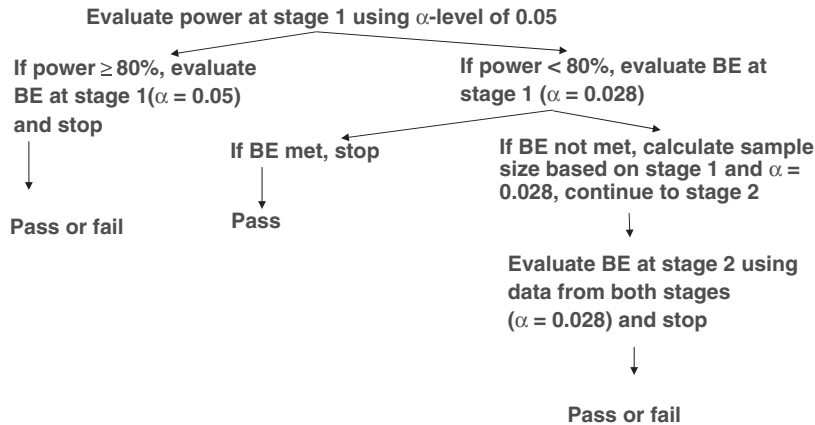 Evaluate power at stage 1 using α-level of 0.05
If power ≥ 80%, evaluate
BE at stage 1(α = 0.05)
and stop
Pass or fail
If power < 80%, evaluate BE at
stage 1 (α = 0.028)
If BE met, stop
Pass
If BE not met, calculate sample
size based on stage 1 and α =
0.028, continue to stage 2
Evaluate BE at stage 2 using
data from both stages
(α = 0.028) and stop
Pass or fail